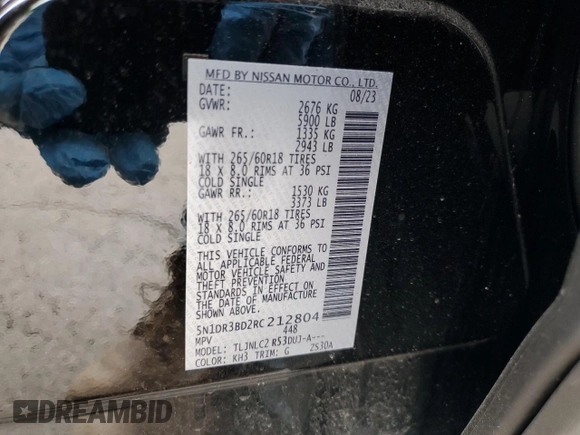 MFD BY NISSAN MOTOR CO., LTD.
DATE: 08/23
GVWR: 2676 KG
5900 LB
GAWR FR.: 1335 KG
2943 LB
WITH 265/60R18 TIRES
18 X 8.0 RIMS AT 36 PSI
COLD SINGLE
GAWR RR.: 1530 KG
3373 LB
WITH 265/60R18 TIRES
18 X 8.0 RIMS AT 36 PSI
COLD SINGLE
THIS VEHICLE CONFORMS TO
ALL APPLICABLE FEDERAL
MOTOR VEHICLE SAFETY AND
THEFT PREVENTION
STANDARDS IN EFFECT ON
THE DATE OF MANUFACTURE
SHOWN ABOVE.
5N1DR3BD2RC212804
MPV 448
MODEL: TLJNLC2 RS3DUJ-A---
COLOR: KH3 TRIM: G 2S30A
DREAMBID